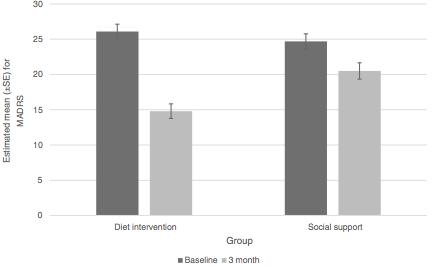 30
25
20
15
10
5
0
Estimated mean (±SE) for
MADRS
Diet intervention
Social support
Group
Baseline
3 month